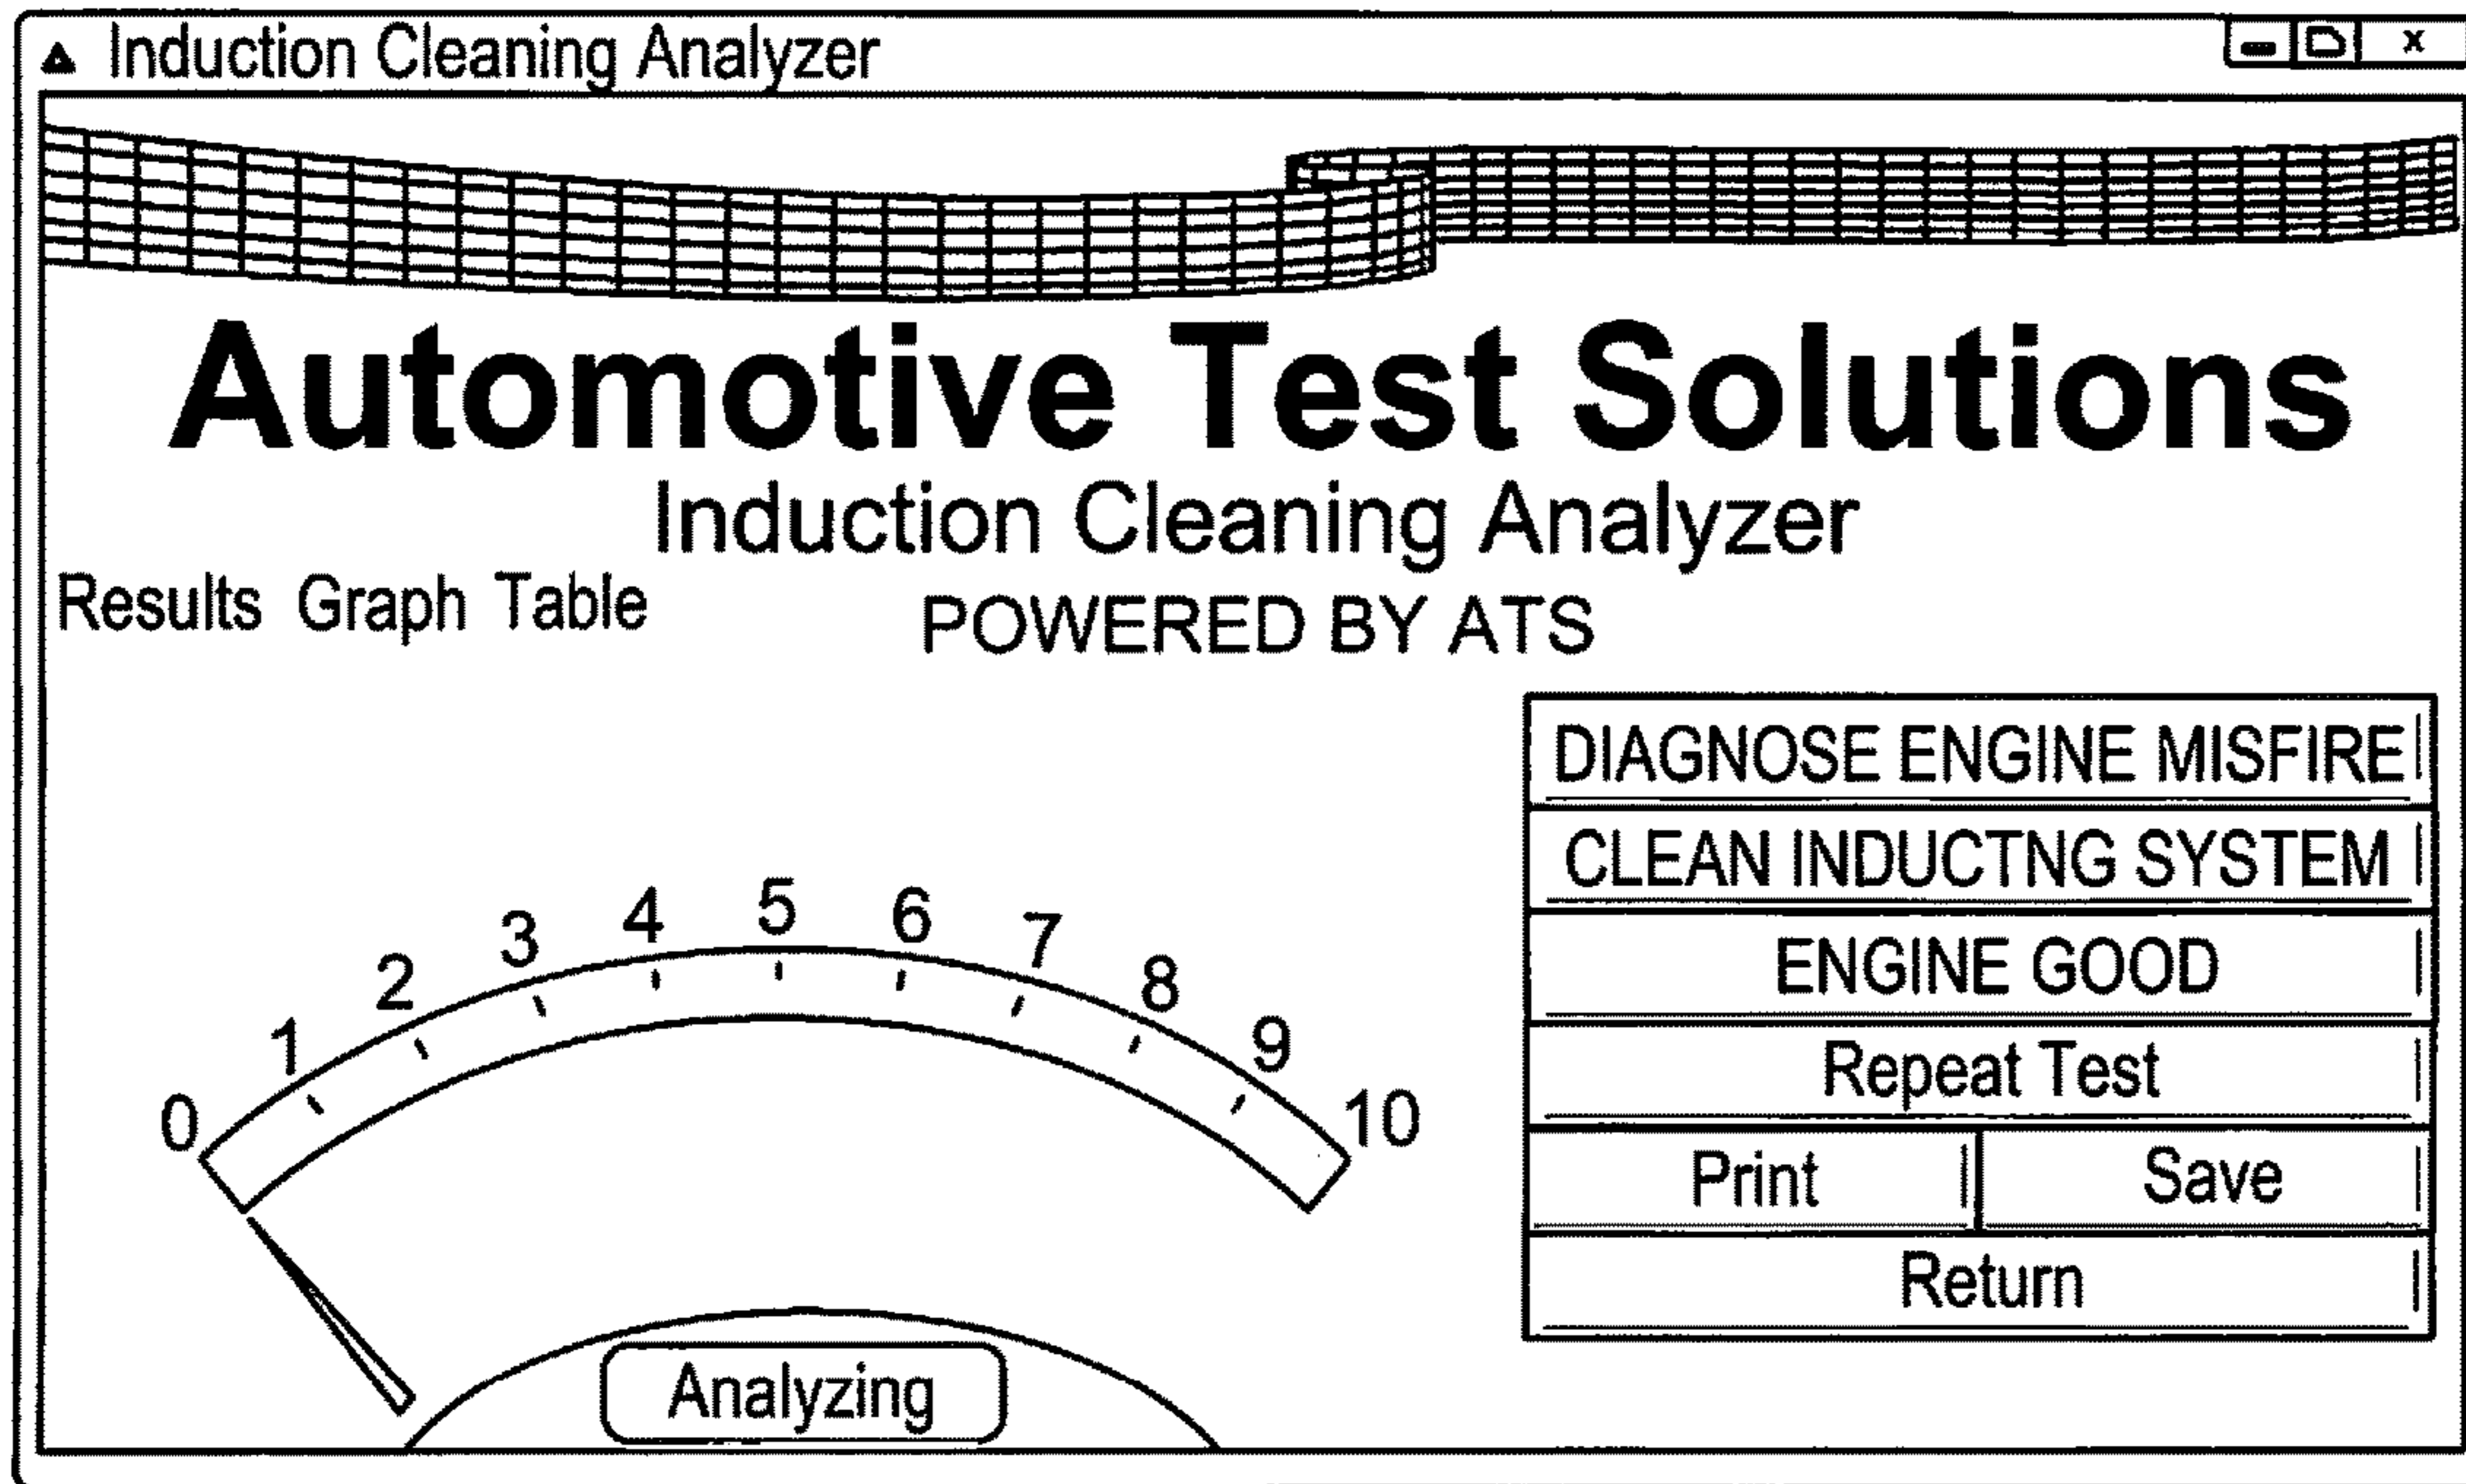 Induction Cleaning Analyzer
x
Automotive Test Solutions
Induction Cleaning Analyzer
Results Graph Table
POWERED BY ATS
DIAGNOSE ENGINE MISFIRE
CLEAN INDUCTNG SYSTEM
ENGINE GOOD
Repeat Test
Print Save
Return
0 1 2 3 4 5 6 7 8 9 10
Analyzing